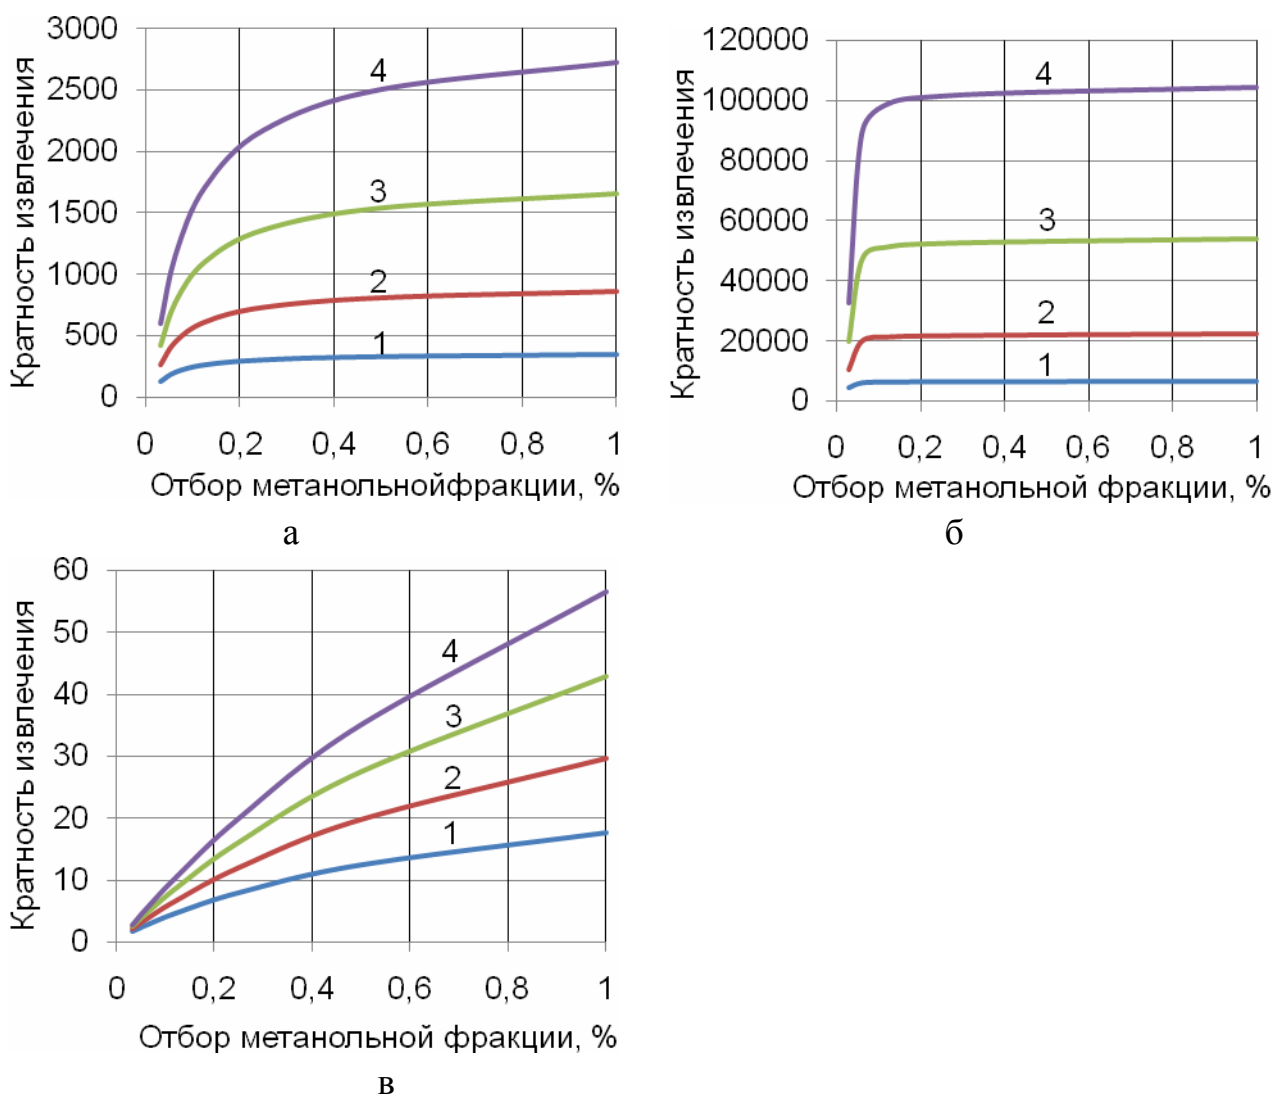 Кратность извлечения
3000
2500
2000
1500
1000
500
0
4
3
2
1
0 0,2 0,4 0,6 0,8 1
Отбор метанольнойфракции, %
а
Кратность извлечения
120000
100000
80000
60000
40000
20000
0
4
3
2
1
0 0,2 0,4 0,6 0,8 1
Отбор метанольной фракции, %
б
Кратность извлечения
60
50
40
30
20
10
0
4
3
2
1
0 0,2 0,4 0,6 0,8 1
Отбор метанольной фракции, %
в